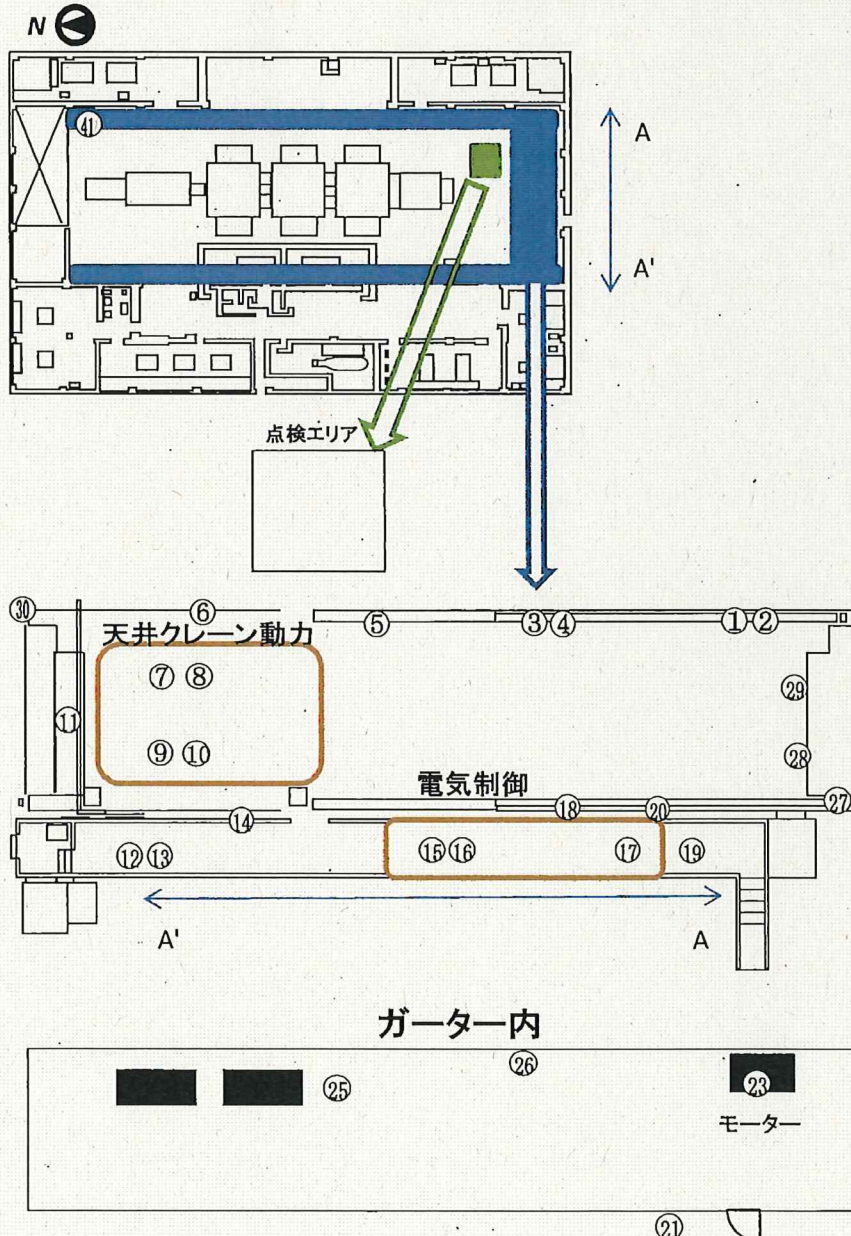 N
㊶
A
A'
点検エリア
㉚ ⑥ ⑤ ③ ④ ① ②
天井クレーン動力
⑦ ⑧ ㉙
⑪
⑨ ⑩ ㉘
電気制御
⑱ ⑳ ㉗
⑭
⑫ ⑬ ⑮ ⑯ ⑰ ⑲
A' A
ガーター内
㉖
㉕ ㉓
モーター
㉑